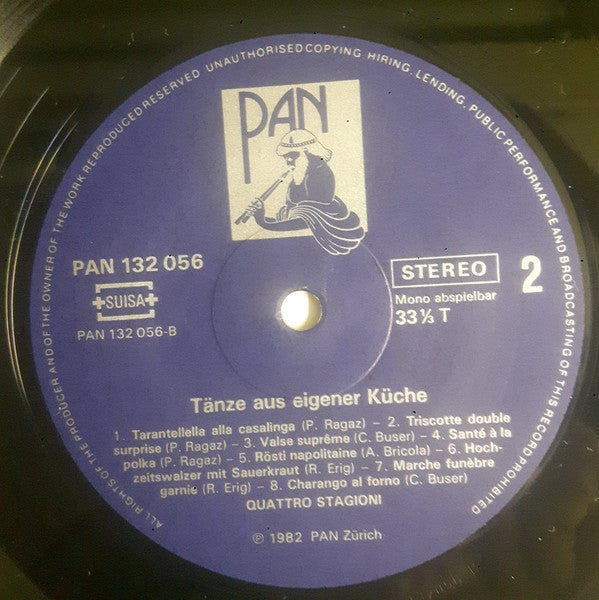 ALL RIGHTS OF THE PRODUCER AND OF THE OWNER OF THE WORK REPRODUCED RESERVED UNAUTHORISED COPYING, HIRING, LENDING, PUBLIC PERFORMANCE AND BROADCASTING OF THIS RECORD PROHIBITED
PAN
PAN 132 056
SUISA
PAN 132 056-B
STEREO 2
Mono abspielbar
33⅓ T
Tänze aus eigener Küche
1. Tarantellella alla casalinga (P. Ragaz) - 2. Triscotte double
surprise (P. Ragaz) - 3. Valse suprême (C. Buser) - 4. Santé à la
polka (P. Ragaz) - 5. Rösti napolitaine (A. Bricola) - 6. Hoch-
zeitswalzer mit Sauerkraut (R. Erig) - 7. Marche funèbre
garnie (R. Erig) - 8. Charango al forno (C. Buser)
QUATTRO STAGIONI
℗ 1982 PAN Zürich